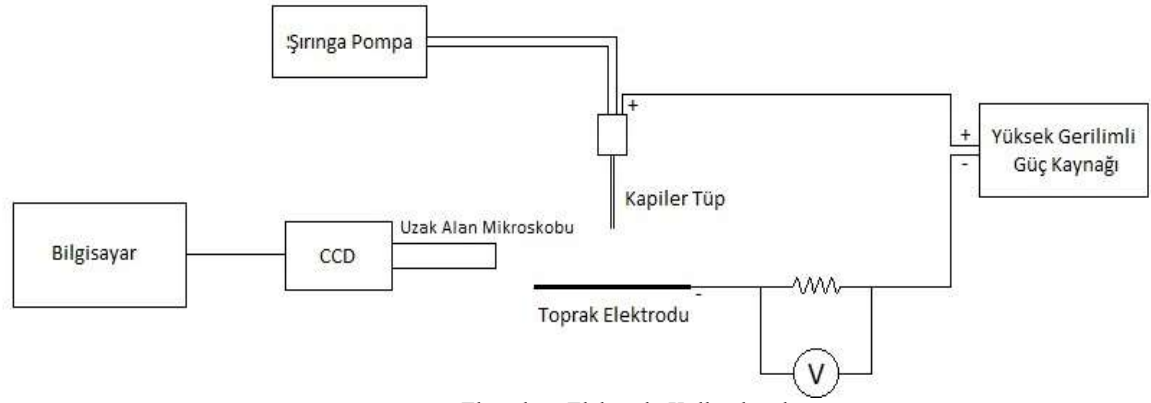 Şırınga Pompa
+
+
Yüksek Gerilimli
Güç Kaynağı
-
Kapiler Tüp
Uzak Alan Mikroskobu
Bilgisayar
CCD
-
Toprak Elektrodu
V